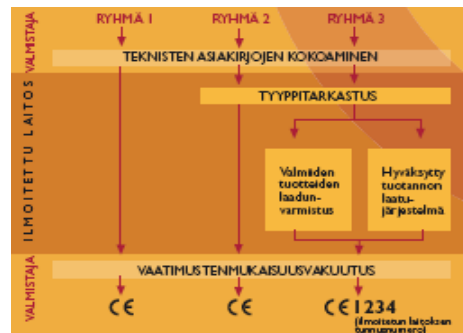 RYHMÄ 1 RYHMÄ 2 RYHMÄ 3
VALMISTAJA
TEKNISTEN ASIAKIRJOJEN KOKOAMINEN
ILMOITETTU LAITOS
TYYPPITARKASTUS
Valmiiden
tuotteiden
laadun-
varmistus
Hyväksytty
tuotannon
laatu-
järjestelmä
VALMISTAJA
VAATIMUSTENMUKAISUUSVAKUUTUS
CE CE CE 1234
(ilmoitetun laitoksen
tunnusnumero)